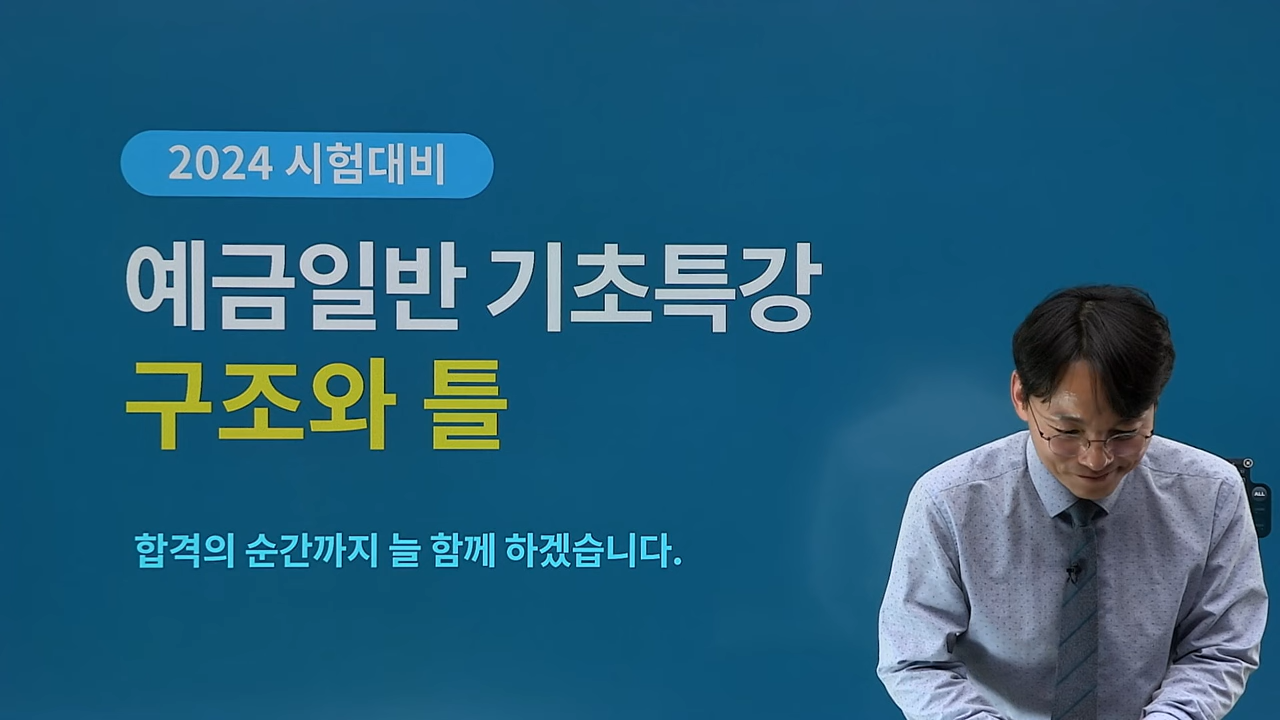 2024 시험대비
예금일반 기초특강
구조와 틀
합격의 순간까지 늘 함께 하겠습니다.
ALL